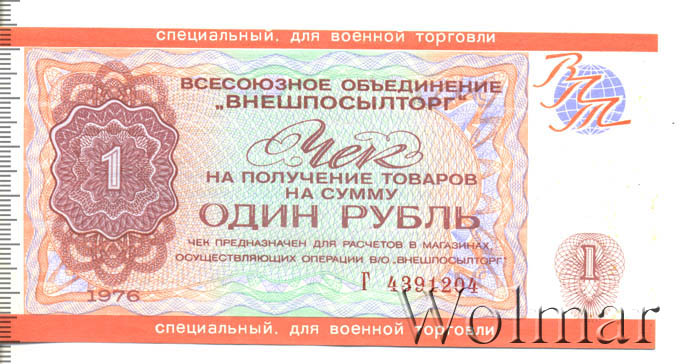 специальный. для военной торговли
ВСЕСОЮЗНОЕ ОБЪЕДИНЕНИЕ
„ВНЕШПОСЫЛТОРГ"
ВПТ
Чек
НА ПОЛУЧЕНИЕ ТОВАРОВ
НА СУММУ
ОДИН РУБЛЬ
1
ЧЕК ПРЕДНАЗНАЧЕН ДЛЯ РАСЧЕТОВ В МАГАЗИНАХ,
ОСУЩЕСТВЛЯЮЩИХ ОПЕРАЦИИ В/О „ВНЕШПОСЫЛТОРГ"
1
Г 4391204
1976
Wolmar
специальный. для военной торговли